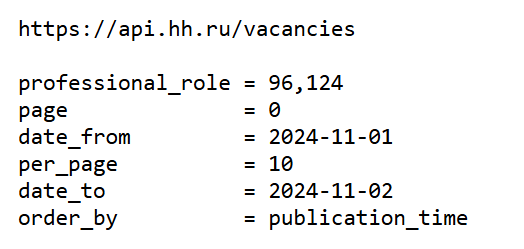 https://api.hh.ru/vacancies
professional_role = 96,124
page              = 0
date_from         = 2024-11-01
per_page          = 10
date_to           = 2024-11-02
order_by          = publication_time